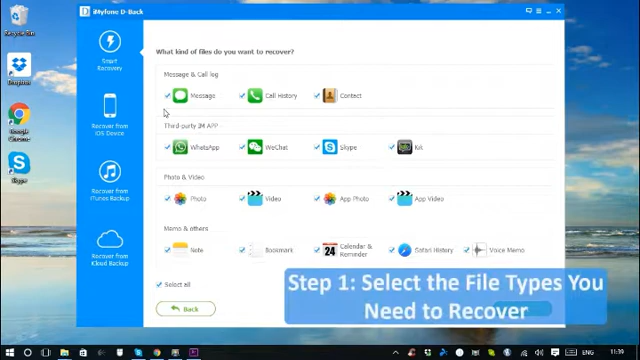 iMyfone D-Back
Recycle Bin
Dropbox
Google
Chrome
Skype
Smart
Recovery
Recover from
iOS Device
Recover from
iTunes Backup
Recover from
iCloud Backup
What kind of files do you want to recover?
Message & Call log
Message
Call History
Contact
Third-party IM APP
WhatsApp
WeChat
Skype
Kik
Photo & Video
Photo
Video
App Photo
App Video
Memo & others
Note
Bookmark
24
Calendar &
Reminder
Safari History
Voice Memo
Select all
Back
Step 1: Select the File Types You
Need to Recover
11:39